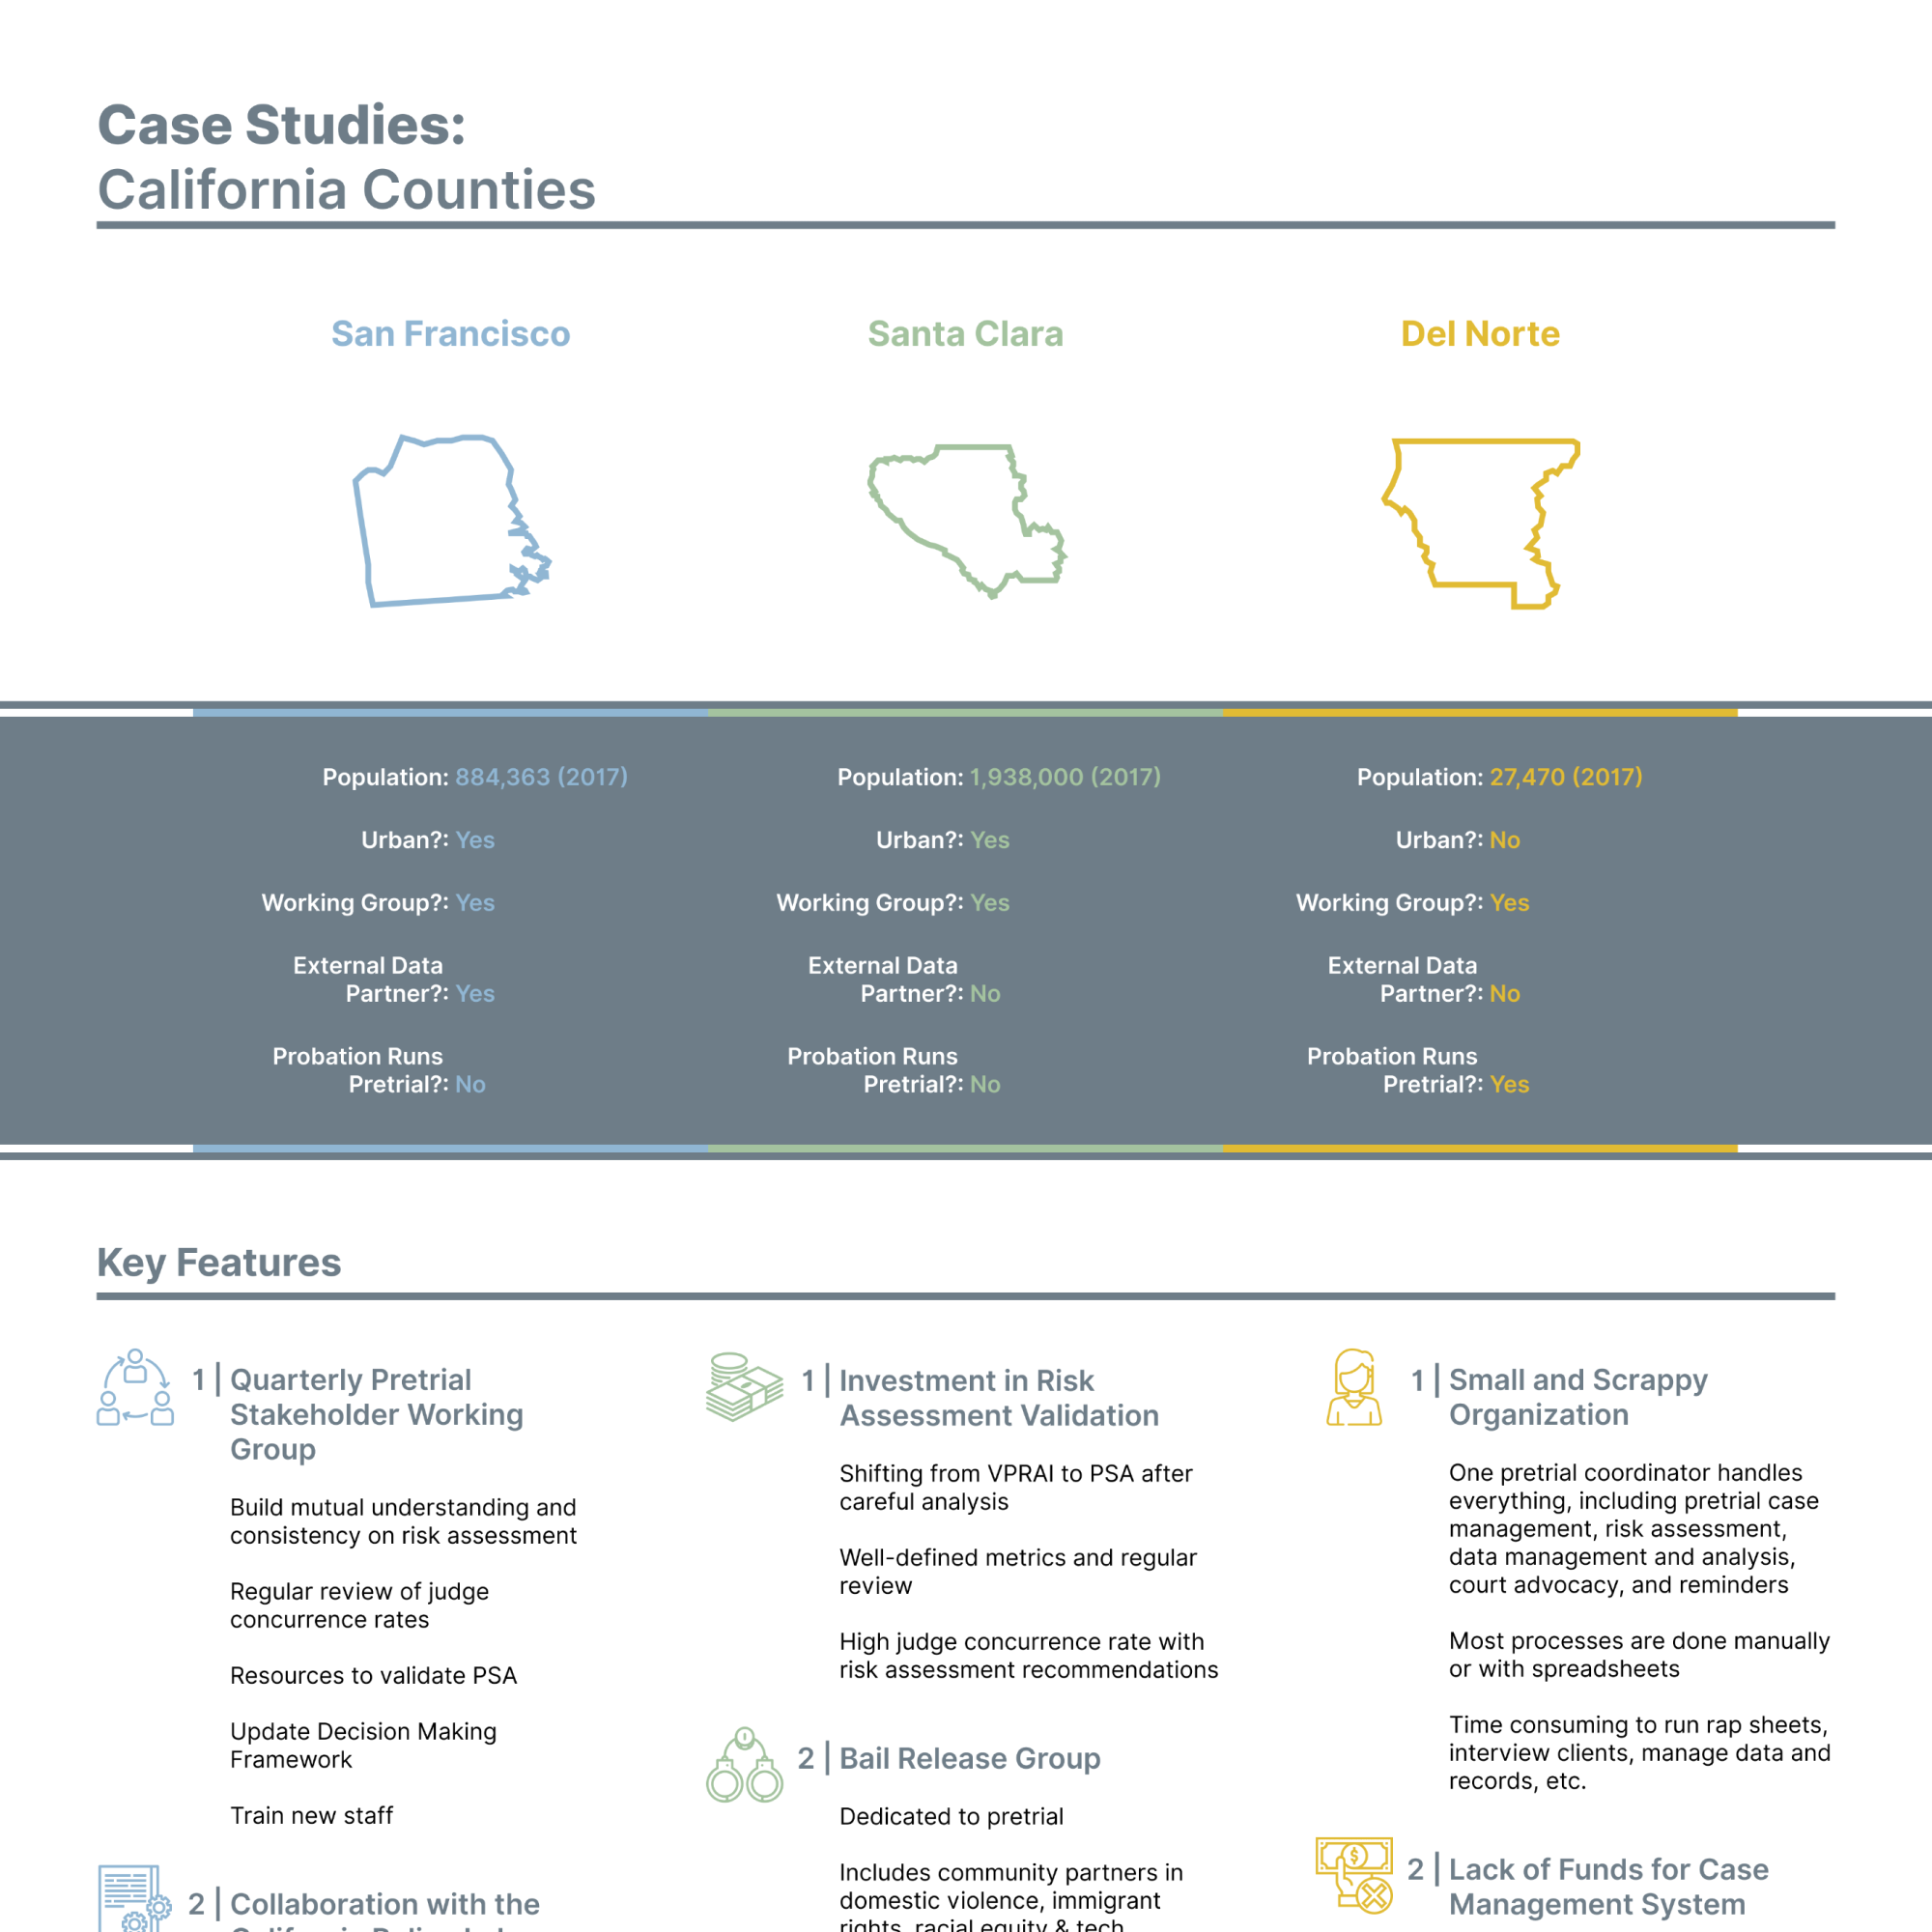 Case Studies:
California Counties
San Francisco
Santa Clara
Del Norte
Population: 884,363 (2017)
Urban?: Yes
Working Group?: Yes
External Data
Partner?: Yes
Probation Runs
Pretrial?: No
Population: 1,938,000 (2017)
Urban?: Yes
Working Group?: Yes
External Data
Partner?: No
Probation Runs
Pretrial?: No
Population: 27,470 (2017)
Urban?: No
Working Group?: Yes
External Data
Partner?: No
Probation Runs
Pretrial?: Yes
Key Features
1 | Quarterly Pretrial
Stakeholder Working
Group
Build mutual understanding and
consistency on risk assessment
Regular review of judge
concurrence rates
Resources to validate PSA
Update Decision Making
Framework
Train new staff
2 | Collaboration with the
1 | Investment in Risk
Assessment Validation
Shifting from VPRAI to PSA after
careful analysis
Well-defined metrics and regular
review
High judge concurrence rate with
risk assessment recommendations
2 | Bail Release Group
Dedicated to pretrial
Includes community partners in
domestic violence, immigrant
rights, racial equity & tech
1 | Small and Scrappy
Organization
One pretrial coordinator handles
everything, including pretrial case
management, risk assessment,
data management and analysis,
court advocacy, and reminders
Most processes are done manually
or with spreadsheets
Time consuming to run rap sheets,
interview clients, manage data and
records, etc.
2 | Lack of Funds for Case
Management System